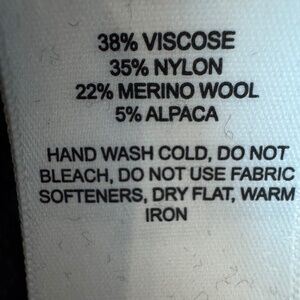 38% VISCOSE
35% NYLON
22% MERINO WOOL
5% ALPACA
HAND WASH COLD, DO NOT
BLEACH, DO NOT USE FABRIC
SOFTENERS, DRY FLAT, WARM
IRON